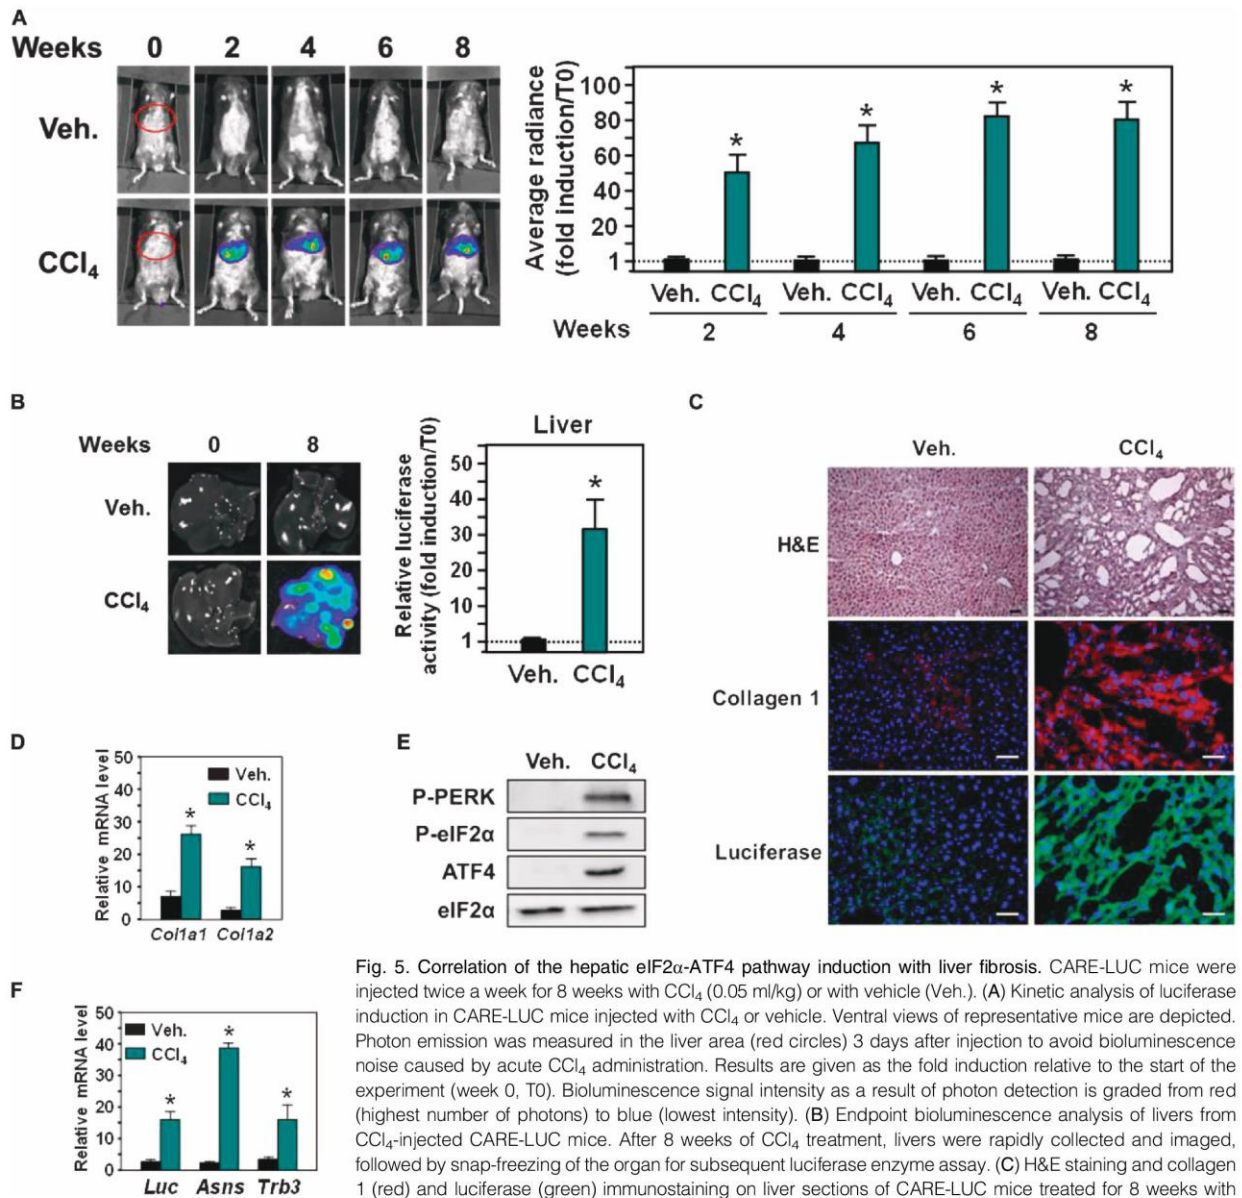 A
Weeks 0 2 4 6 8
Veh.
CCl₄
Average radiance
(fold induction/T0)
100
80
60
40
20
1
* * * *
Veh. CCl₄ Veh. CCl₄ Veh. CCl₄ Veh. CCl₄
Weeks 2 4 6 8
B
Weeks 0 8
Veh.
CCl₄
Liver
Relative luciferase
activity (fold induction/T0)
50
40
30
20
10
1
*
Veh. CCl₄
C
Veh. CCl₄
H&E
Collagen 1
Luciferase
D
Relative mRNA level
50
40
30
20
10
0
Veh.
CCl₄
* *
Col1a1 Col1a2
E
Veh. CCl₄
P-PERK
P-eIF2α
ATF4
eIF2α
F
Relative mRNA level
50
40
30
20
10
0
Veh.
CCl₄
* * *
Luc Asns Trb3
Fig. 5. Correlation of the hepatic eIF2α-ATF4 pathway induction with liver fibrosis. CARE-LUC mice were
injected twice a week for 8 weeks with CCl₄ (0.05 ml/kg) or with vehicle (Veh.). (A) Kinetic analysis of luciferase
induction in CARE-LUC mice injected with CCl₄ or vehicle. Ventral views of representative mice are depicted.
Photon emission was measured in the liver area (red circles) 3 days after injection to avoid bioluminescence
noise caused by acute CCl₄ administration. Results are given as the fold induction relative to the start of the
experiment (week 0, T0). Bioluminescence signal intensity as a result of photon detection is graded from red
(highest number of photons) to blue (lowest intensity). (B) Endpoint bioluminescence analysis of livers from
CCl₄-injected CARE-LUC mice. After 8 weeks of CCl₄ treatment, livers were rapidly collected and imaged,
followed by snap-freezing of the organ for subsequent luciferase enzyme assay. (C) H&E staining and collagen
1 (red) and luciferase (green) immunostaining on liver sections of CARE-LUC mice treated for 8 weeks with